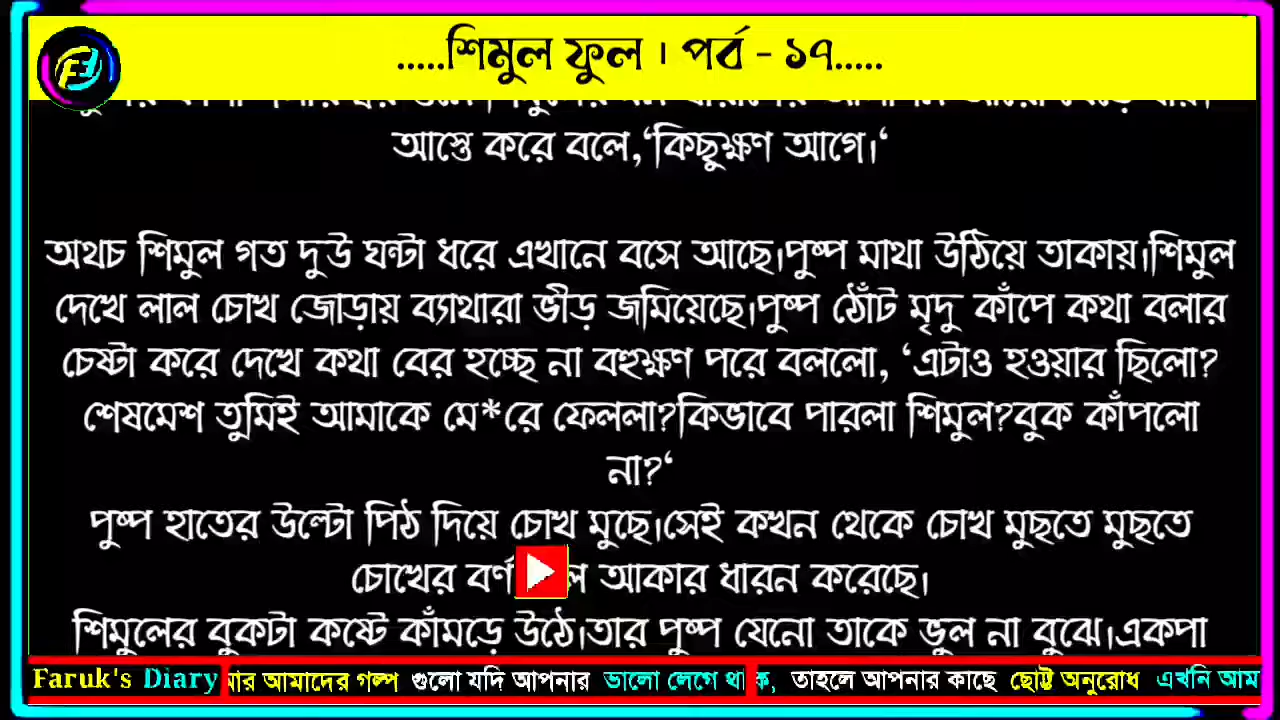 .....শিমুল ফুল । পর্ব - ১৭.....
আস্তে করে বলে,‘কিছুক্ষণ আগে।‘
অথচ শিমুল গত দুউ ঘন্টা ধরে এখানে বসে আছে।পুষ্প মাথা উঠিয়ে তাকায়।শিমুল
দেখে লাল চোখ জোড়ায় ব্যাথারা ভীড় জমিয়েছে।পুষ্প ঠোঁট মৃদু কাঁপে কথা বলার
চেষ্টা করে দেখে কথা বের হচ্ছে না বহুক্ষণ পরে বললো, ‘এটাও হওয়ার ছিলো?
শেষমেশ তুমিই আমাকে মে*রে ফেললা?কিভাবে পারলা শিমুল?বুক কাঁপলো
না?‘
পুষ্প হাতের উল্টো পিঠ দিয়ে চোখ মুছে।সেই কখন থেকে চোখ মুছতে মুছতে
চোখের বর্ণ আকার ধারন করেছে।
শিমুলের বুকটা কষ্টে কাঁমড়ে উঠে।তার পুষ্প যেনো তাকে ভুল না বুঝে।একপা
Faruk's Diary আমাদের গল্প গুলো যদি আপনার ভালো লেগে থাকে, তাহলে আপনার কাছে ছোট্ট অনুরোধ এখনি